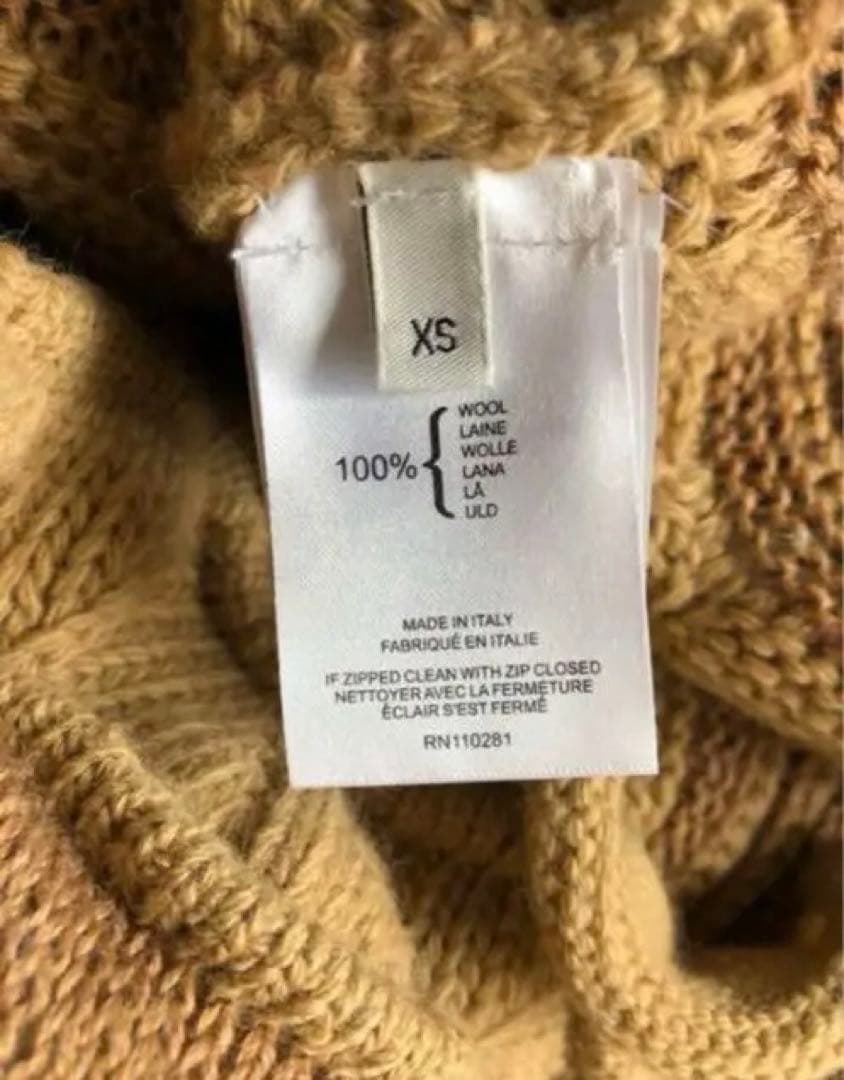 XS
100%
WOOL
LAINE
WOLLE
LANA
LÃ
ULD
MADE IN ITALY
FABRIQUÉ EN ITALIE
IF ZIPPED CLEAN WITH ZIP CLOSED
NETTOYER AVEC LA FERMETURE
ÉCLAIR S'EST FERMÉ
RN110281